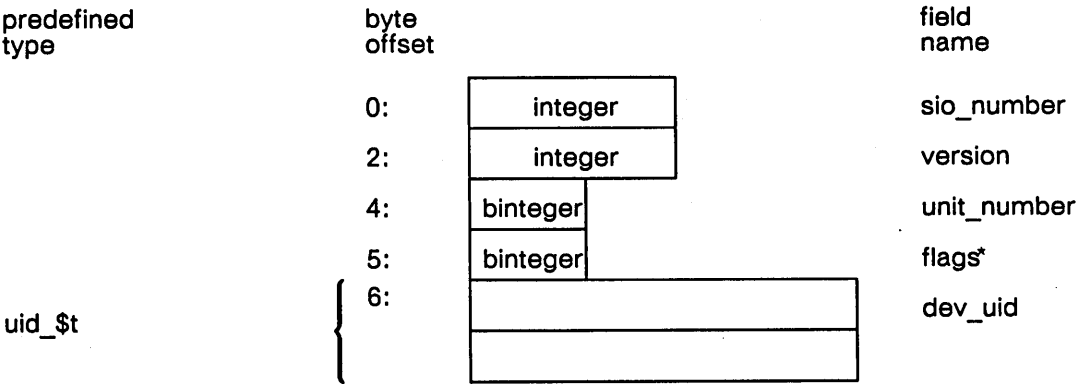 predefined type
byte offset
field name
0: integer sio_number
2: integer version
4: binteger unit_number
5: binteger flags*
6: dev_uid
uid_$t